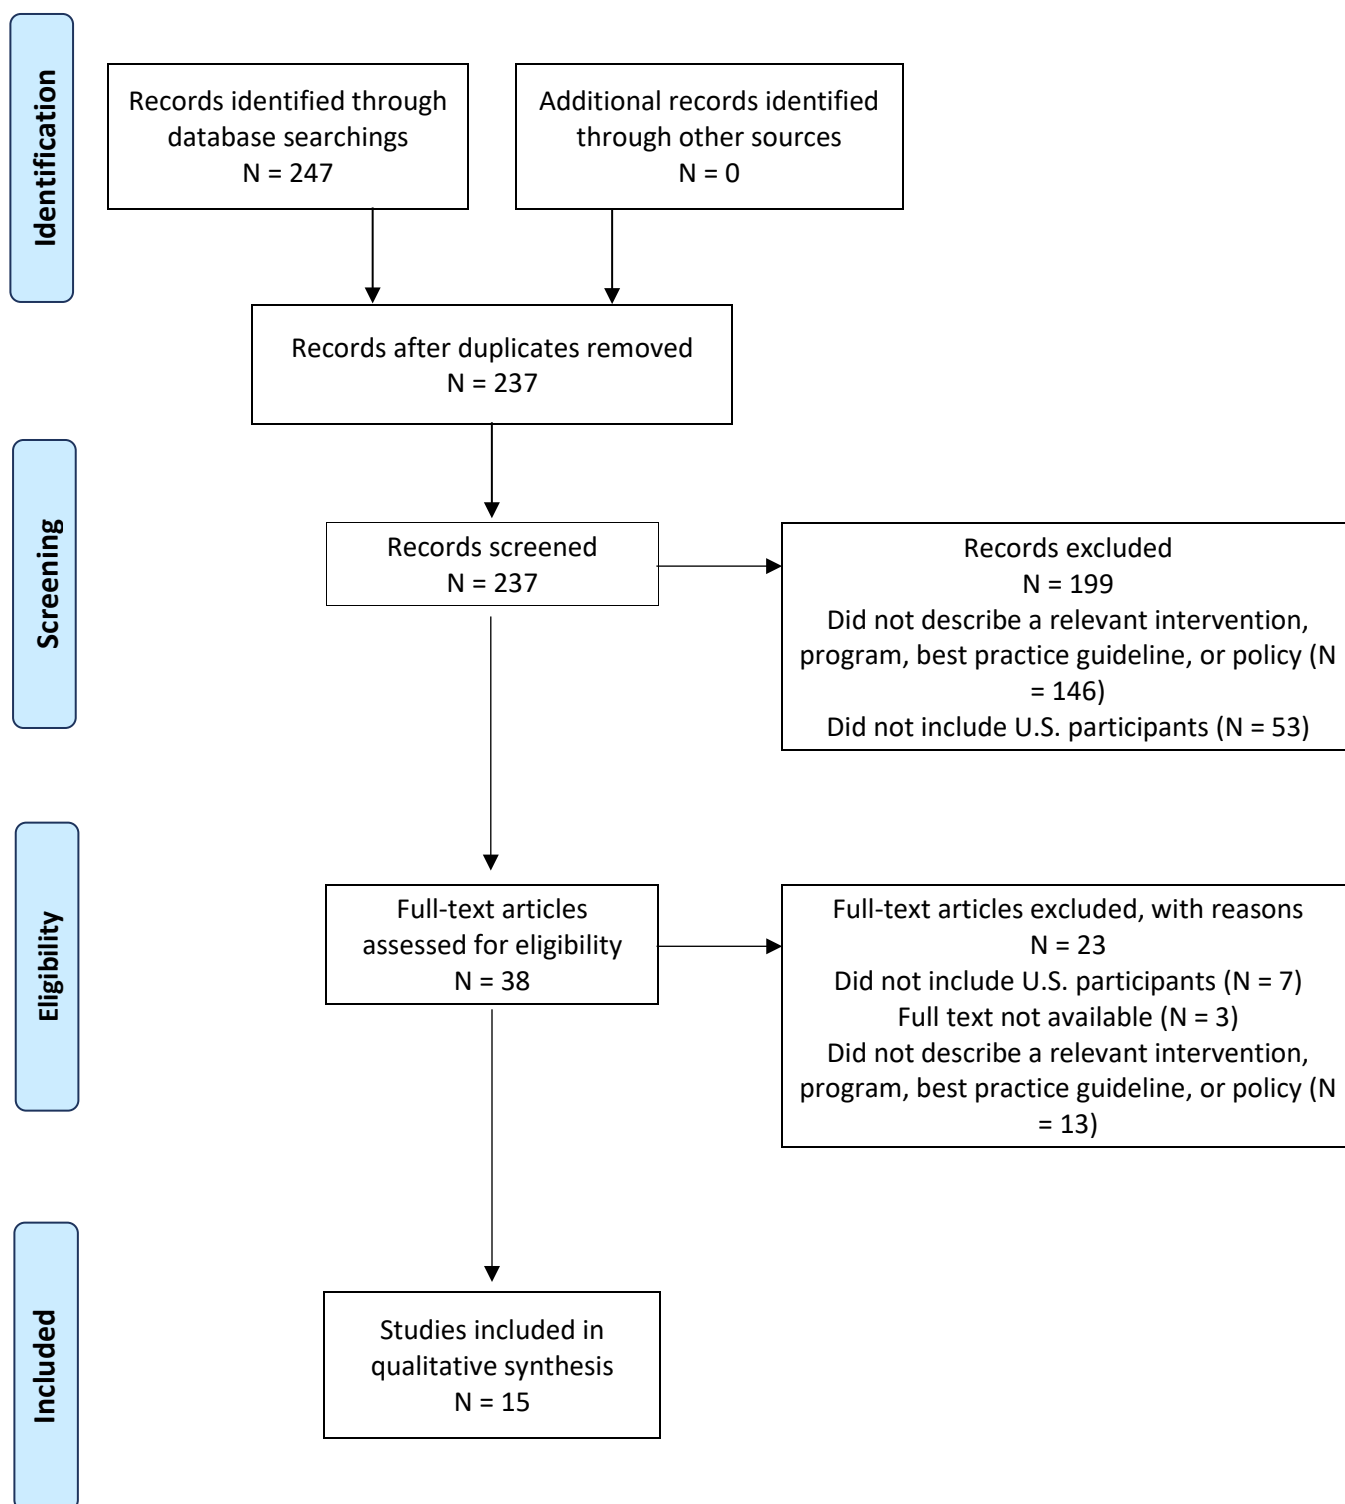 Identification
Records identified through
database searchings
N = 247
Additional records identified
through other sources
N = 0
Records after duplicates removed
N = 237
Screening
Records screened
N = 237
Records excluded
N = 199
Did not describe a relevant intervention,
program, best practice guideline, or policy (N
= 146)
Did not include U.S. participants (N = 53)
Eligibility
Full-text articles
assessed for eligibility
N = 38
Full-text articles excluded, with reasons
N = 23
Did not include U.S. participants (N = 7)
Full text not available (N = 3)
Did not describe a relevant intervention,
program, best practice guideline, or policy (N
= 13)
Included
Studies included in
qualitative synthesis
N = 15